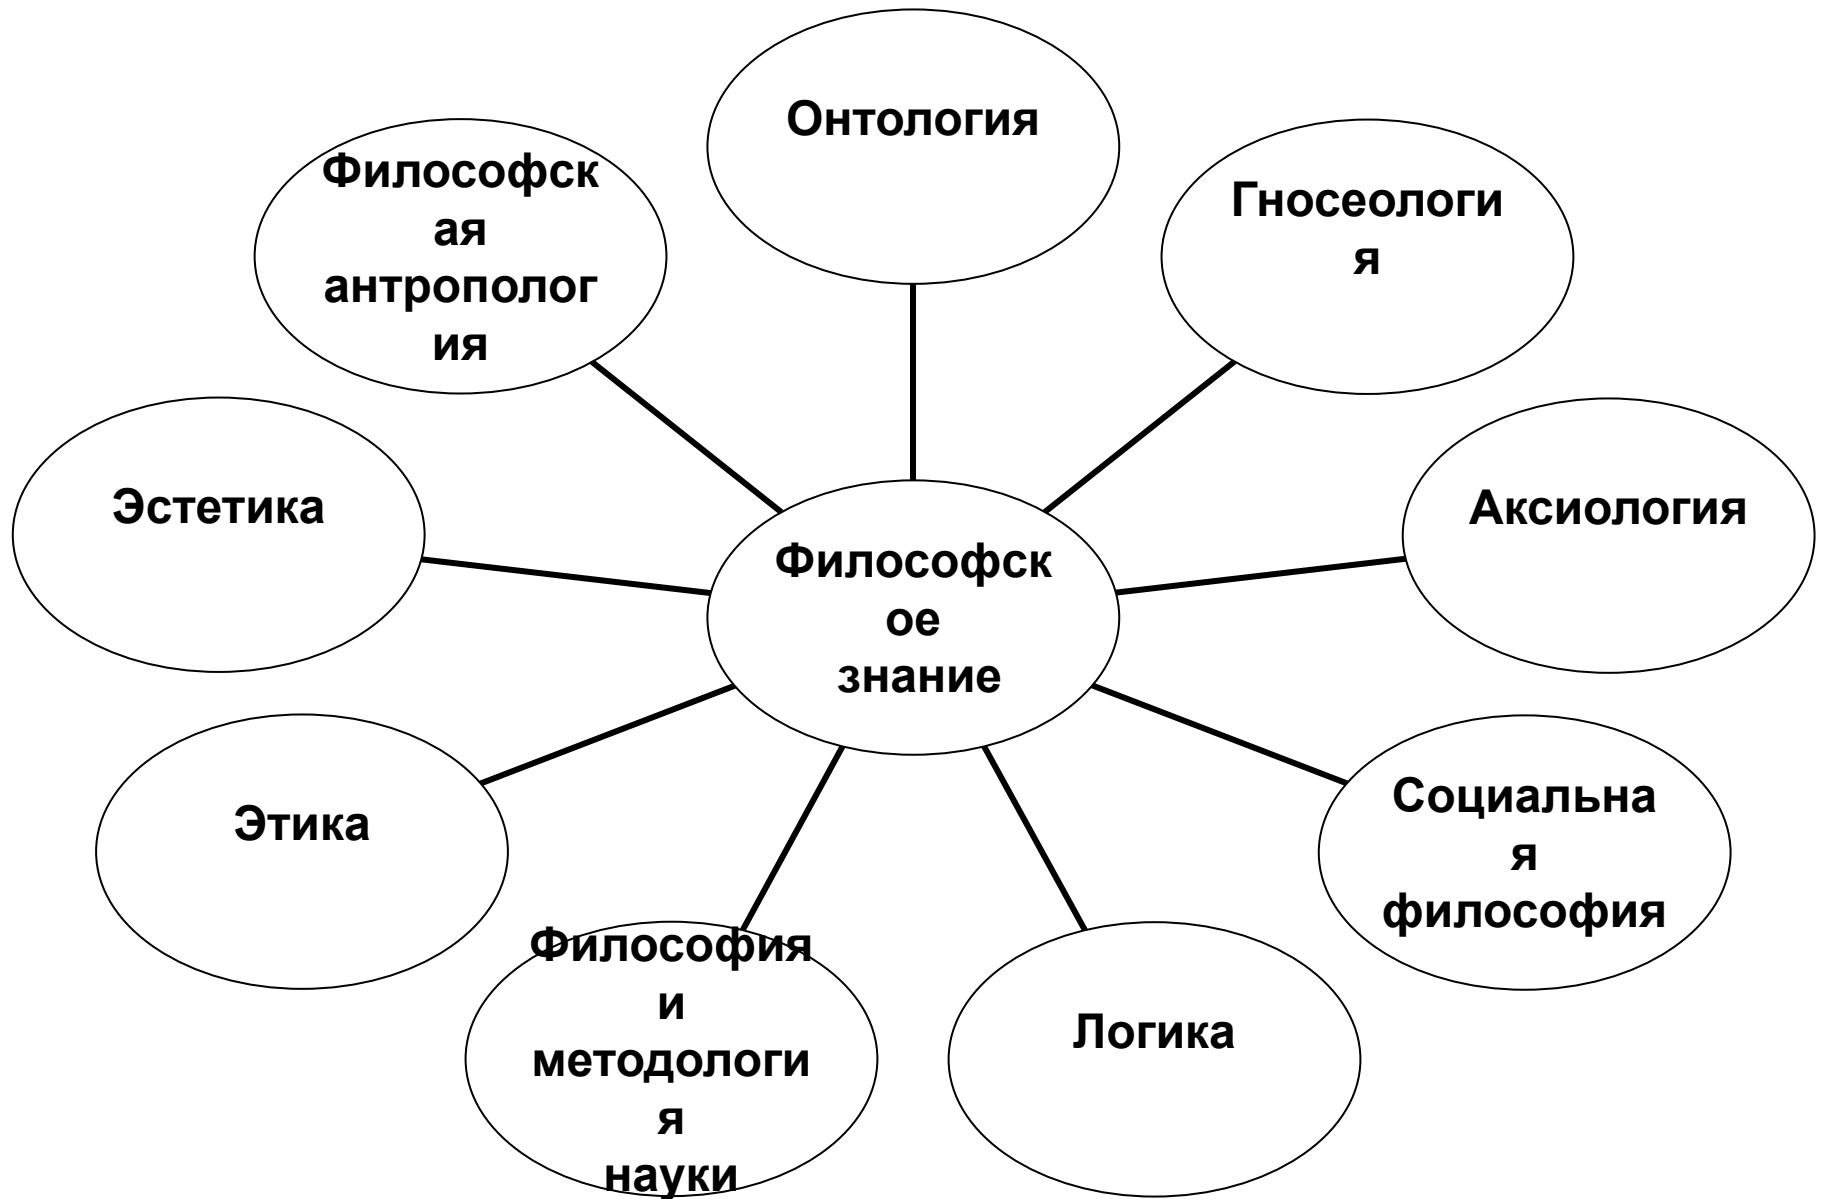 Онтология
Философск
ая
антрополог
ия
Гносеологи
я
Эстетика
Аксиология
Философск
ое
знание
Этика
Социальна
я
философия
Философия
и
методологи
я
науки
Логика